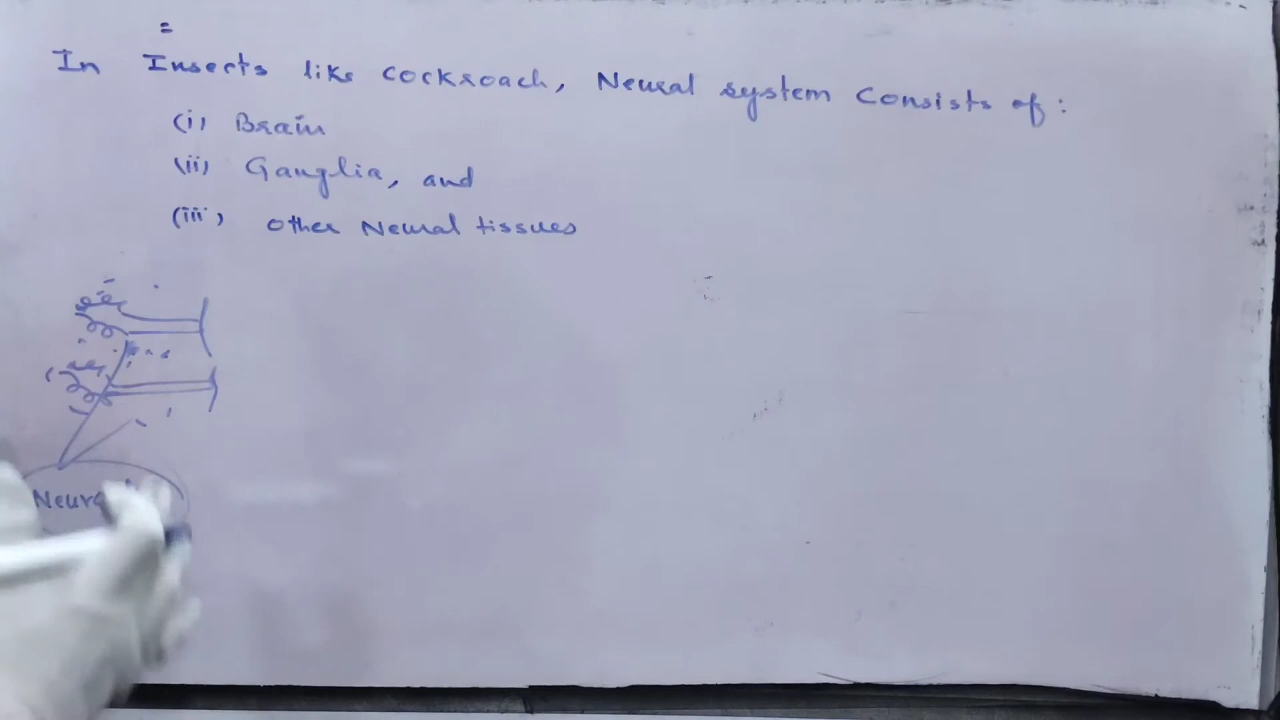 In Insects like cockroach, Neural system consists of:
(i) Brain
(ii) Ganglia, and
(iii) other Neural tissues